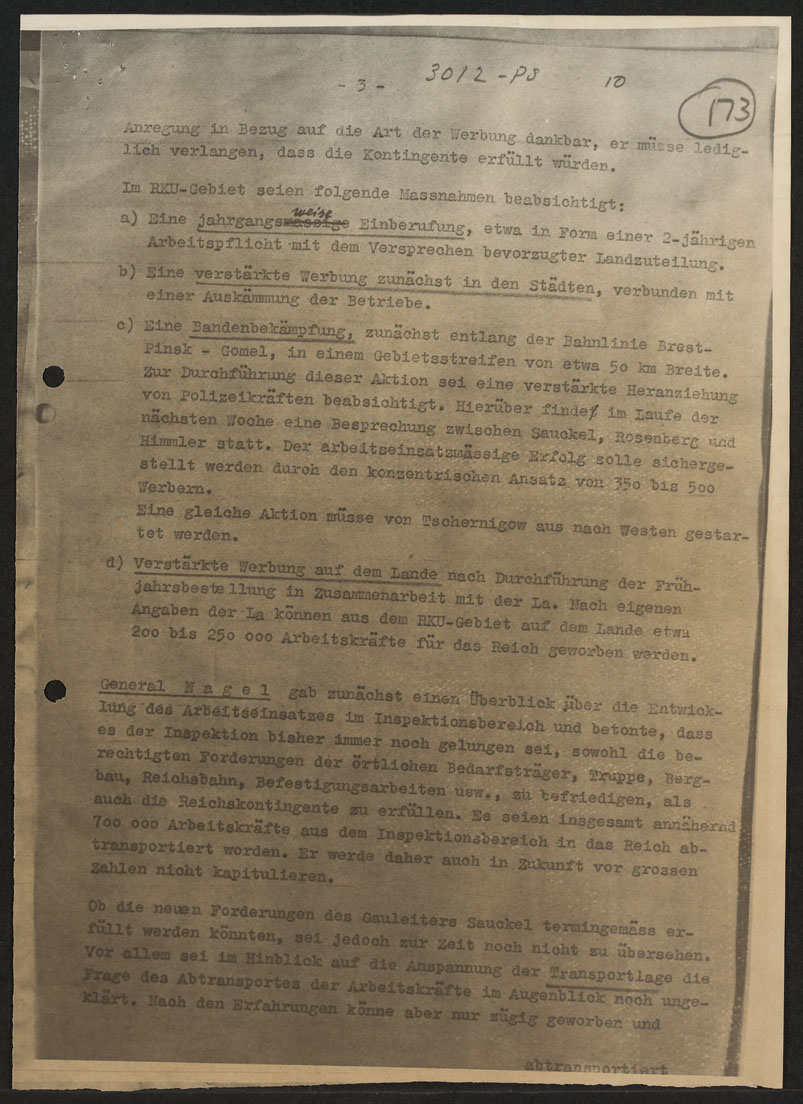 3012-PS 10
173
- 3 -
Anregung in Bezug auf die Art der Werbung dankbar, er müsse ledig-
lich verlangen, dass die Kontingente erfüllt würden.
Im RKU-Gebiet seien folgende Massnahmen beabsichtigt:
weise
a) Eine jahrgangsmässige Einberufung, etwa in Form einer 2-jährigen
Arbeitspflicht mit dem Versprechen bevorzugter Landzuteilung.
b) Eine verstärkte Werbung zunächst in den Städten, verbunden mit
einer Auskämmung der Betriebe.
c) Eine Bandenbekämpfung, zunächst entlang der Bahnlinie Brest-
Pinsk - Gomel, in einem Gebietsstreifen von etwa 5o km Breite.
Zur Durchführung dieser Aktion sei eine verstärkte Heranziehung
von Polizeikräften beabsichtigt. Hierüber finde im Laufe der
nächsten Woche eine Besprechung zwischen Sauckel, Rosenberg und
Himmler statt. Der arbeitseinsatzmässige Erfolg solle sicherge-
stellt werden durch den konzentrischen Ansatz von 35o bis 5oo
Werbern.
Eine gleiche Aktion müsse von Tschernigow aus nach Westen gestar-
tet werden.
d) Verstärkte Werbung auf dem Lande nach Durchführung der Früh-
jahrsbestellung in Zusammenarbeit mit der La. Nach eigenen
Angaben der La können aus dem RKU-Gebiet auf dem Lande etwa
2oo bis 25o ooo Arbeitskräfte für das Reich geworben werden.
General N a g e l gab zunächst einen Überblick über die Entwick-
lung des Arbeitseinsatzes im Inspektionsbereich und betonte, dass
es der Inspektion bisher immer noch gelungen sei, sowohl die be-
rechtigten Forderungen der örtlichen Bedarfsträger, Truppe, Berg-
bau, Reichsbahn, Befestigungsarbeiten usw., zu befriedigen, als
auch die Reichskontingente zu erfüllen. Es seien insgesamt annähernd
7oo ooo Arbeitskräfte aus dem Inspektionsbereich in das Reich ab-
transportiert worden. Er werde daher auch in Zukunft vor grossen
Zahlen nicht kapitulieren.
Ob die neuen Forderungen des Gauleiters Sauckel termingemäss er-
füllt werden könnten, sei jedoch zur Zeit noch nicht zu übersehen.
Vor allem sei im Hinblick auf die Anspannung der Transportlage die
Frage des Abtransportes der Arbeitskräfte im Augenblick noch unge-
klärt. Nach den Erfahrungen könne aber nur zügig geworben und
abtransportiert